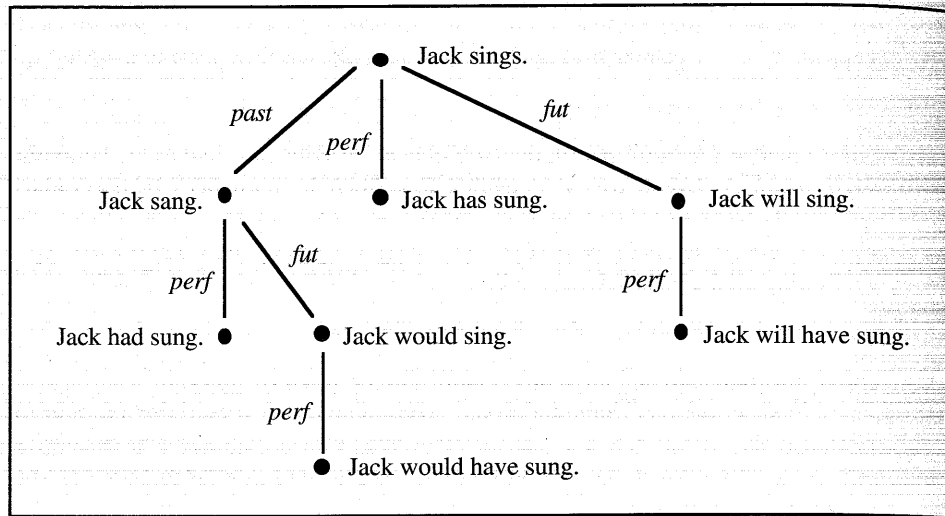 Jack sings.
past
perf
fut
Jack sang.
Jack has sung.
Jack will sing.
perf
fut
perf
Jack had sung.
Jack would sing.
Jack will have sung.
perf
Jack would have sung.